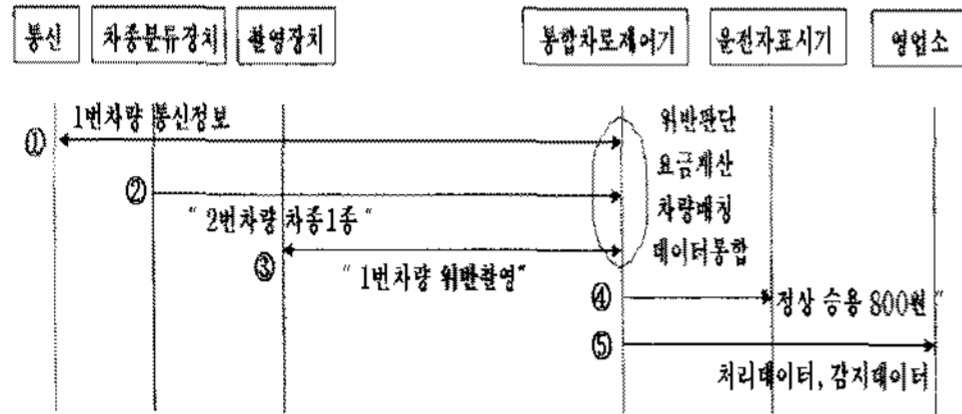 통신
차종분류장치
촬영장치
통합차로제어기
운전자표시기
영업소
1번차량 통신정보
①
위반판단
요금계산
차량매칭
데이터통합
②
“ 2번차량 차종1종 “
③
“ 1번차량 위반촬영”
④
정상 승용 800원 ”
⑤
처리데이터, 감지데이터